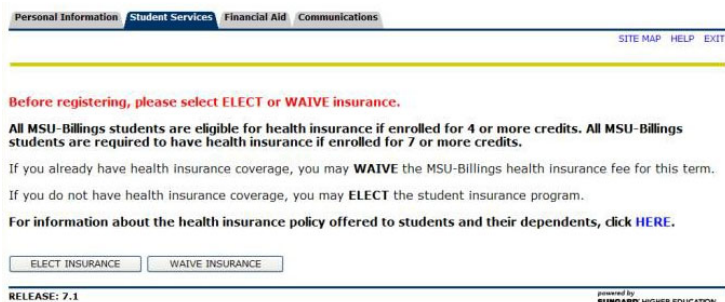 Personal Information Student Services Financial Aid Communications
SITE MAP HELP EXIT
Before registering, please select ELECT or WAIVE insurance.
All MSU-Billings students are eligible for health insurance if enrolled for 4 or more credits. All MSU-Billings
students are required to have health insurance if enrolled for 7 or more credits.
If you already have health insurance coverage, you may WAIVE the MSU-Billings health insurance fee for this term.
If you do not have health insurance coverage, you may ELECT the student insurance program.
For information about the health insurance policy offered to students and their dependents, click HERE.
ELECT INSURANCE WAIVE INSURANCE
RELEASE: 7.1
powered by
SUNGARD HIGHER EDUCATION